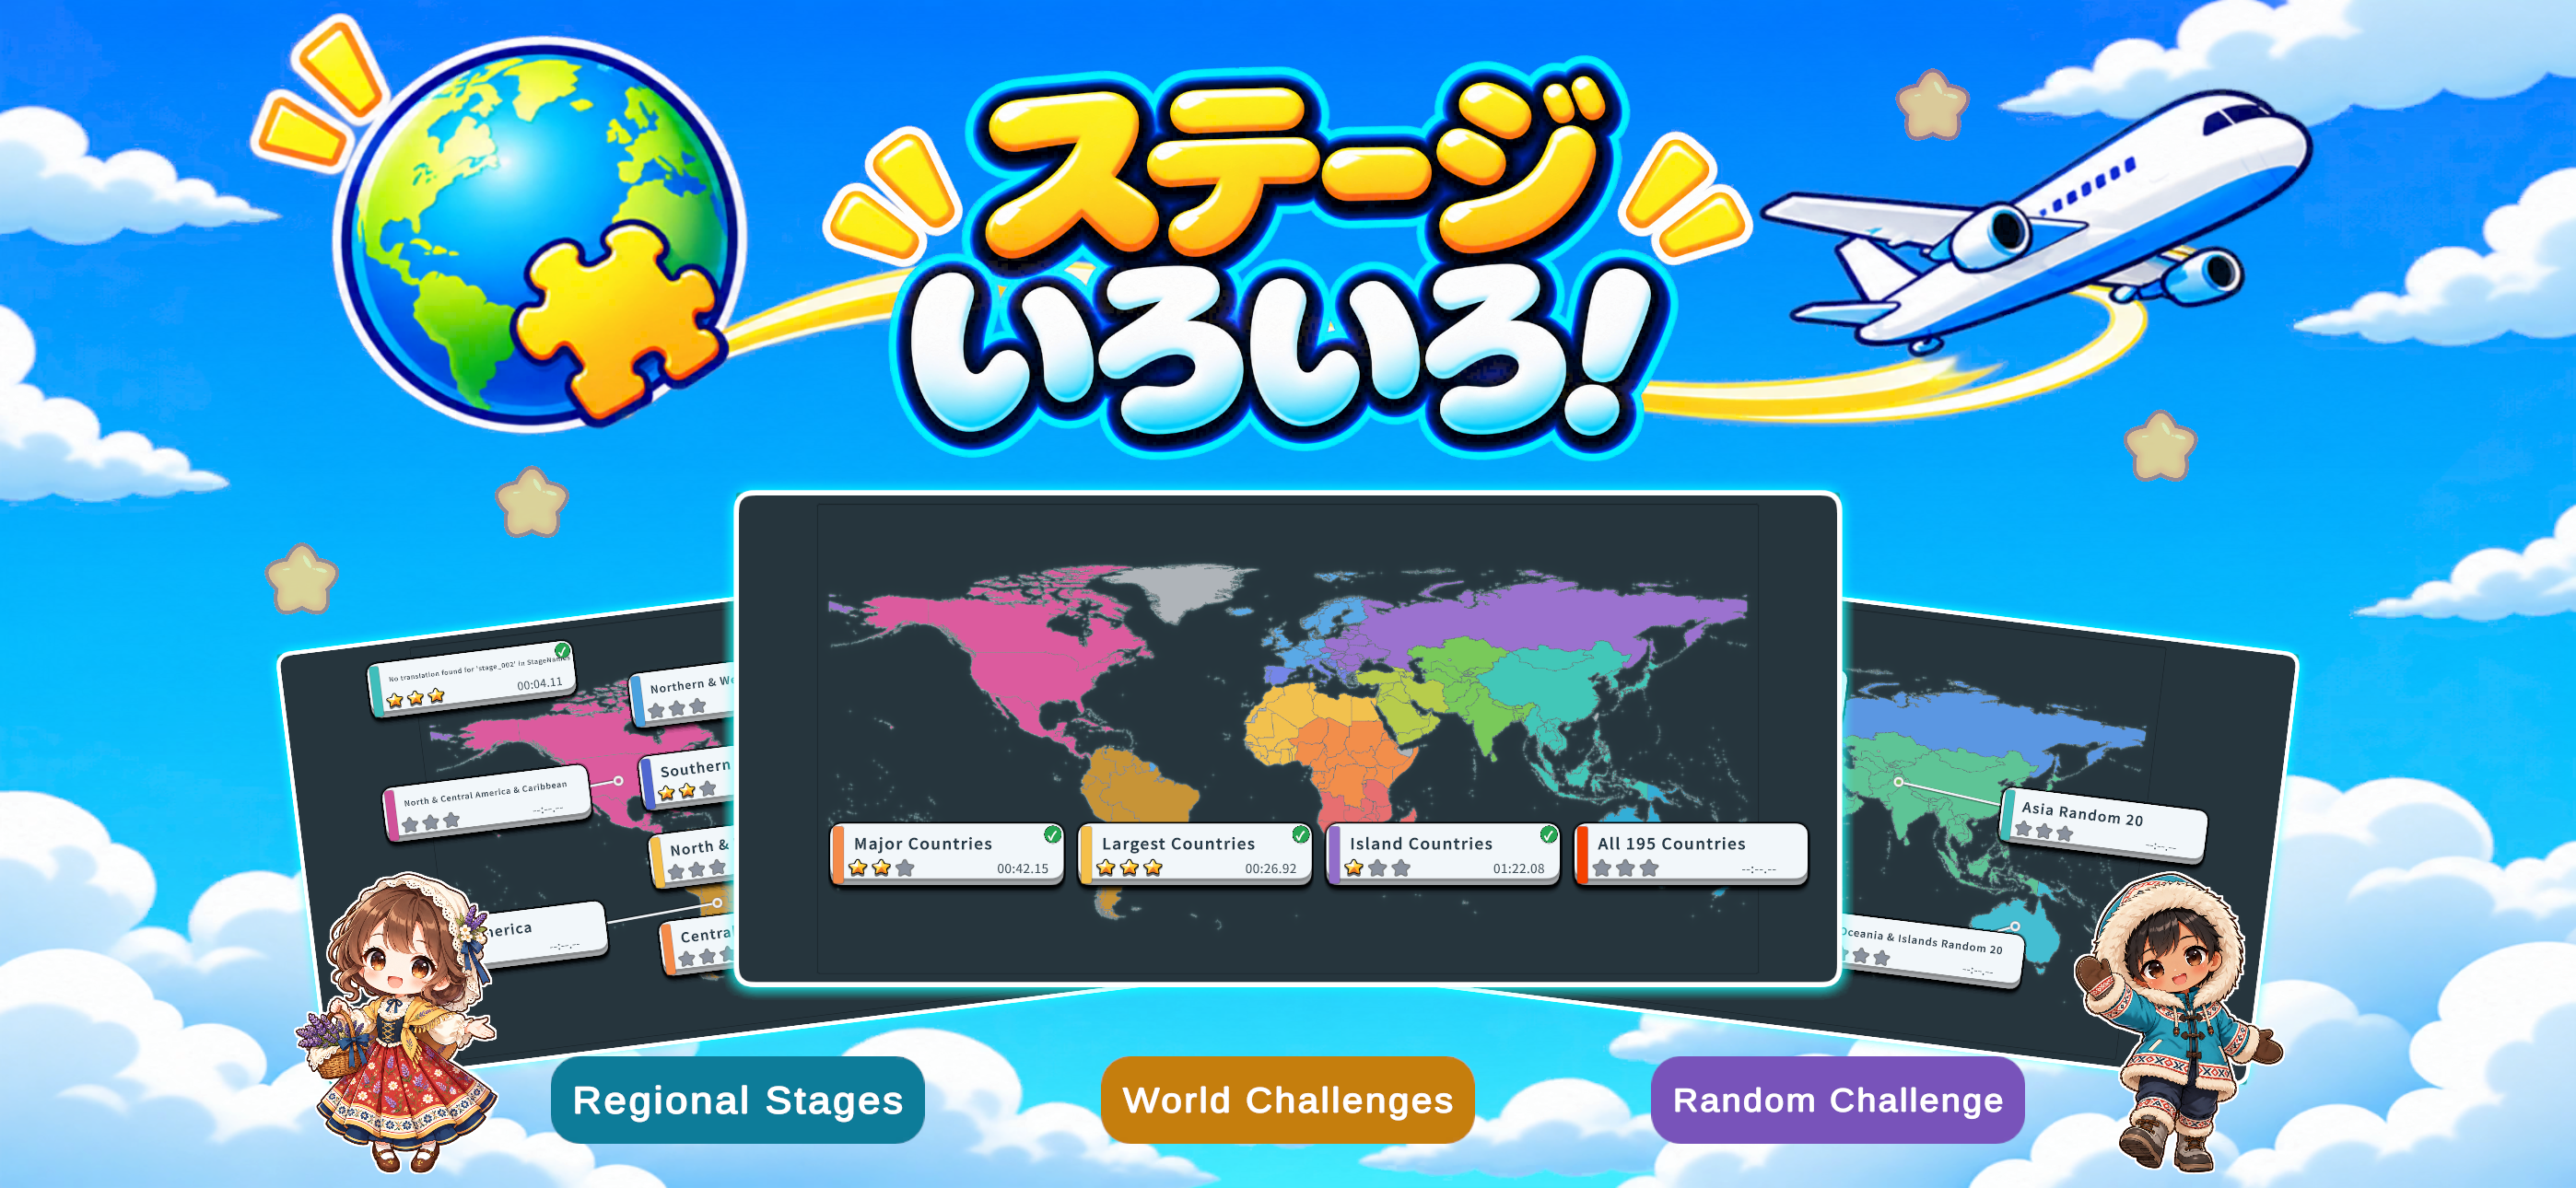 ステージ
いろいろ!
No translation found for 'stage_002' in StageNames
00:04.11
Northern & We
North & Central America & Caribbean
--:--.--
Southern
North &
merica
--:--.--
Central
Major Countries
00:42.15
Largest Countries
00:26.92
Island Countries
01:22.08
All 195 Countries
--:--.--
Asia Random 20
--:--.--
Oceania & Islands Random 20
--:--.--
Regional Stages
World Challenges
Random Challenge